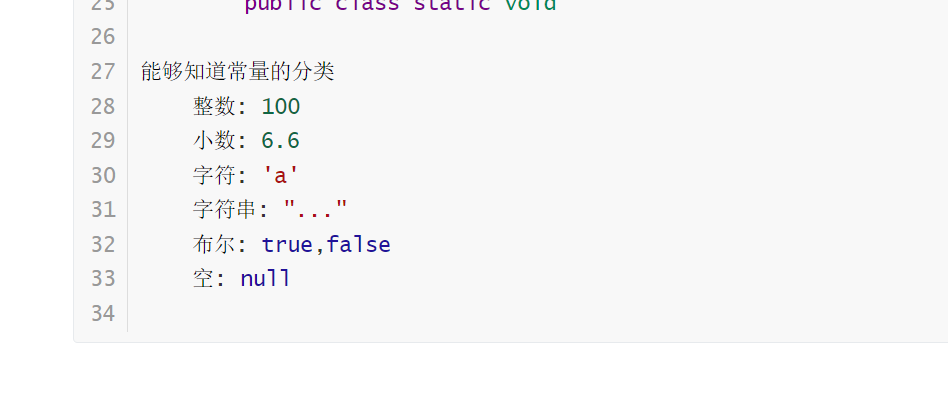 25 public class static void
26
27 能够知道常量的分类
28 整数: 100
29 小数: 6.6
30 字符: 'a'
31 字符串: "..."
32 布尔: true,false
33 空: null
34